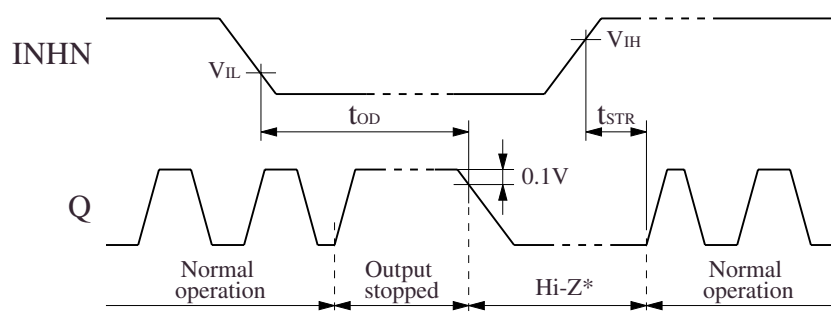 INHN
VIL
VIH
tOD
tSTR
0.1V
Q
Normal
operation
Output
stopped
Hi-Z*
Normal
operation